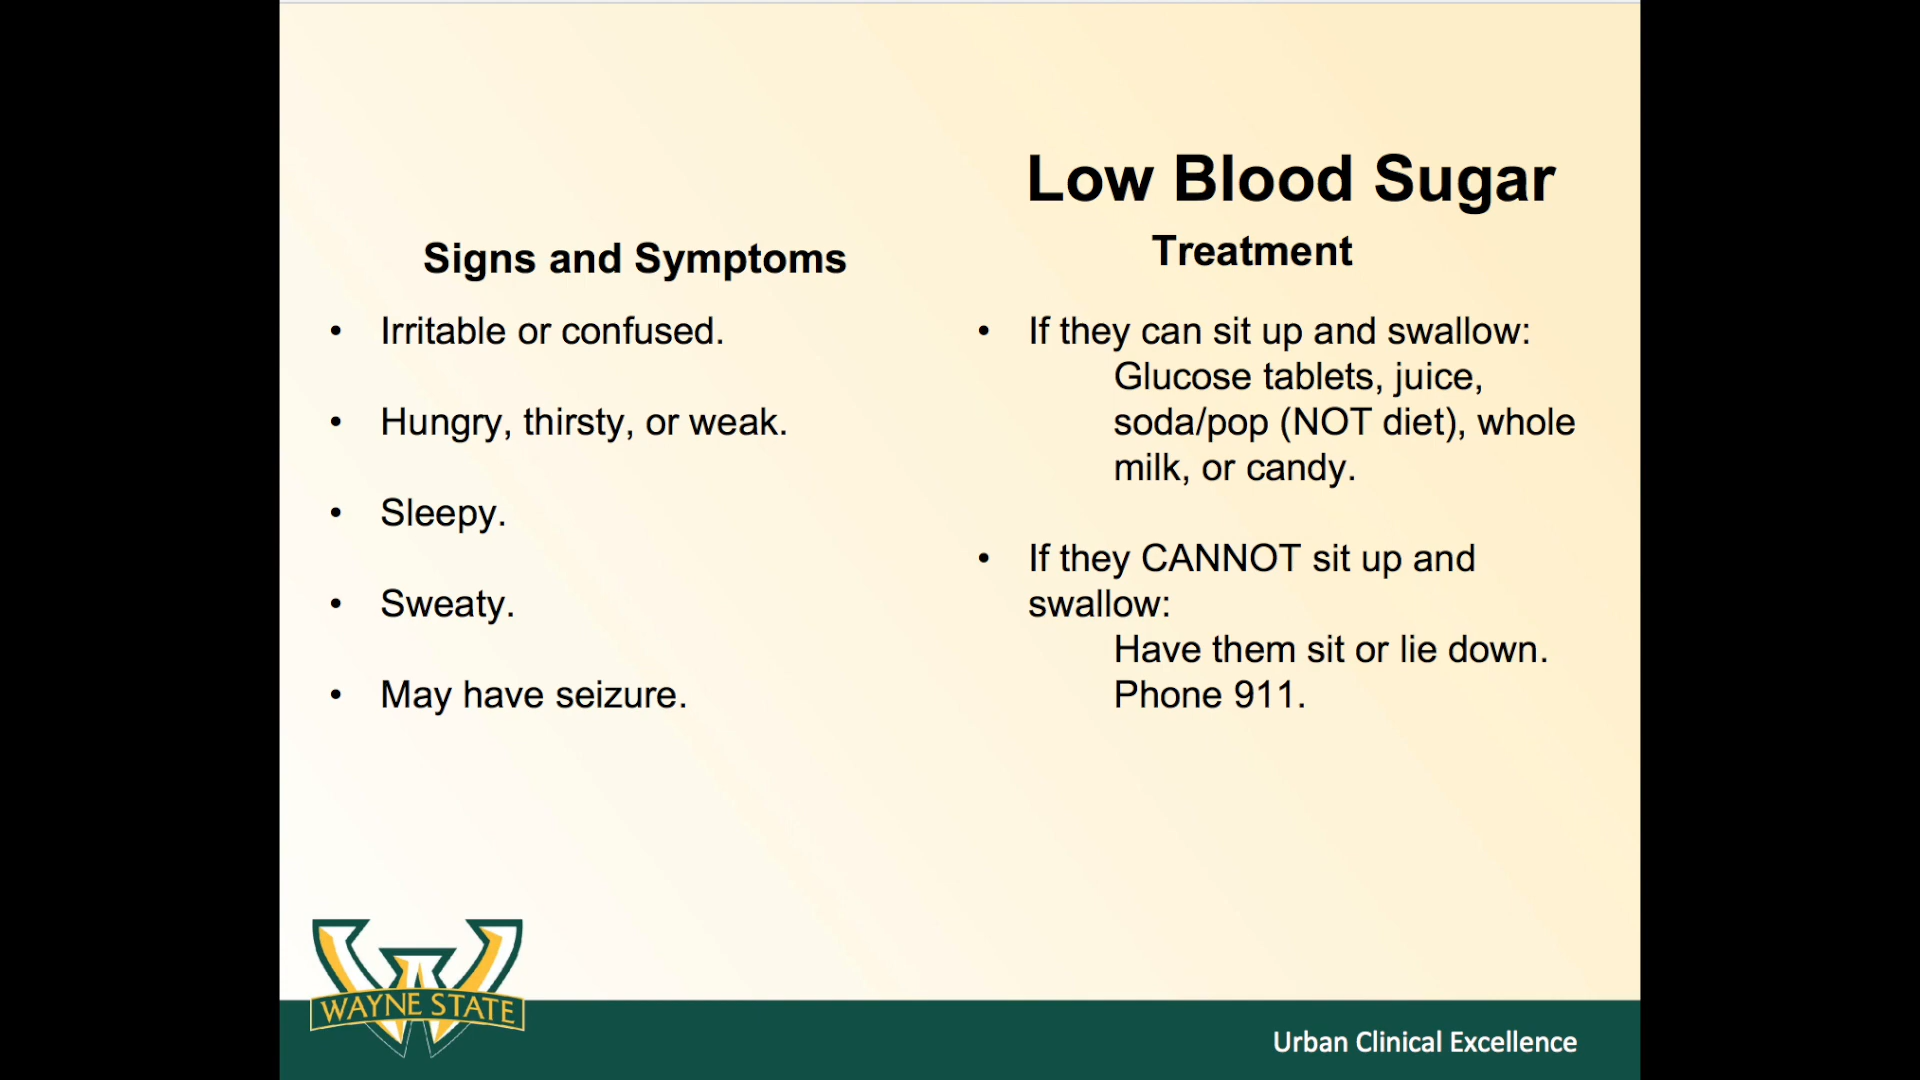 Low Blood Sugar
Signs and Symptoms
• Irritable or confused.
• Hungry, thirsty, or weak.
• Sleepy.
• Sweaty.
• May have seizure.
Treatment
• If they can sit up and swallow:
Glucose tablets, juice,
soda/pop (NOT diet), whole
milk, or candy.
• If they CANNOT sit up and
swallow:
Have them sit or lie down.
Phone 911.
WAYNE STATE
Urban Clinical Excellence